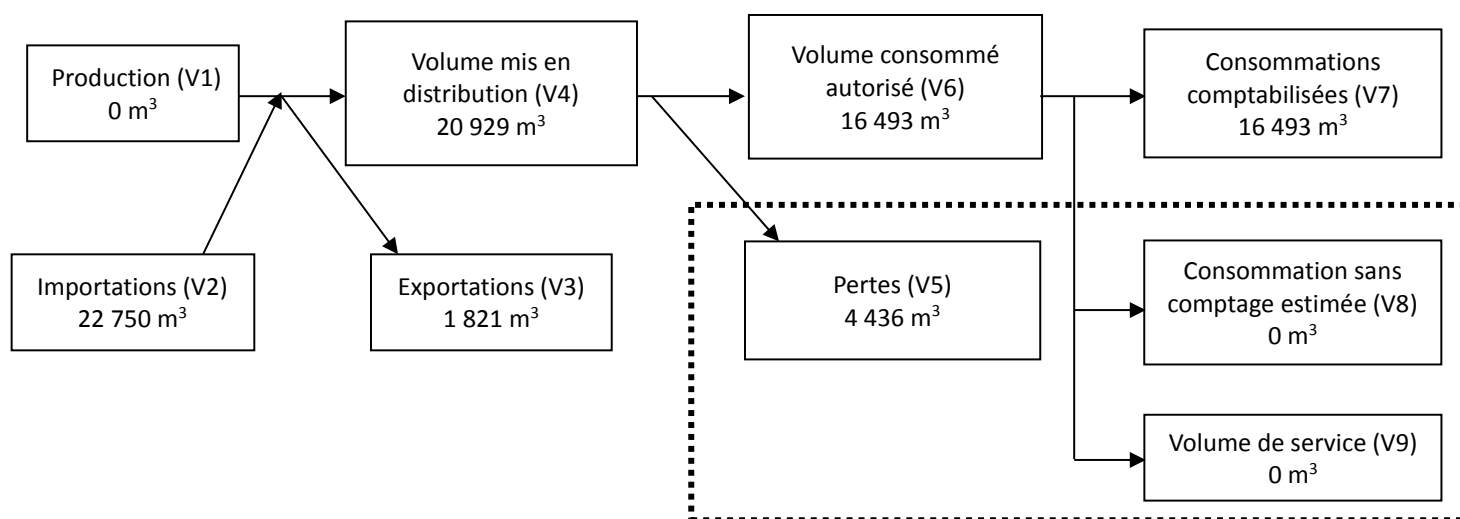 Production (V1)
0 m³
Volume mis en
distribution (V4)
20 929 m³
Volume consommé
autorisé (V6)
16 493 m³
Consommations
comptabilisées (V7)
16 493 m³
Importations (V2)
22 750 m³
Exportations (V3)
1 821 m³
Pertes (V5)
4 436 m³
Consommation sans
comptage estimée (V8)
0 m³
Volume de service (V9)
0 m³